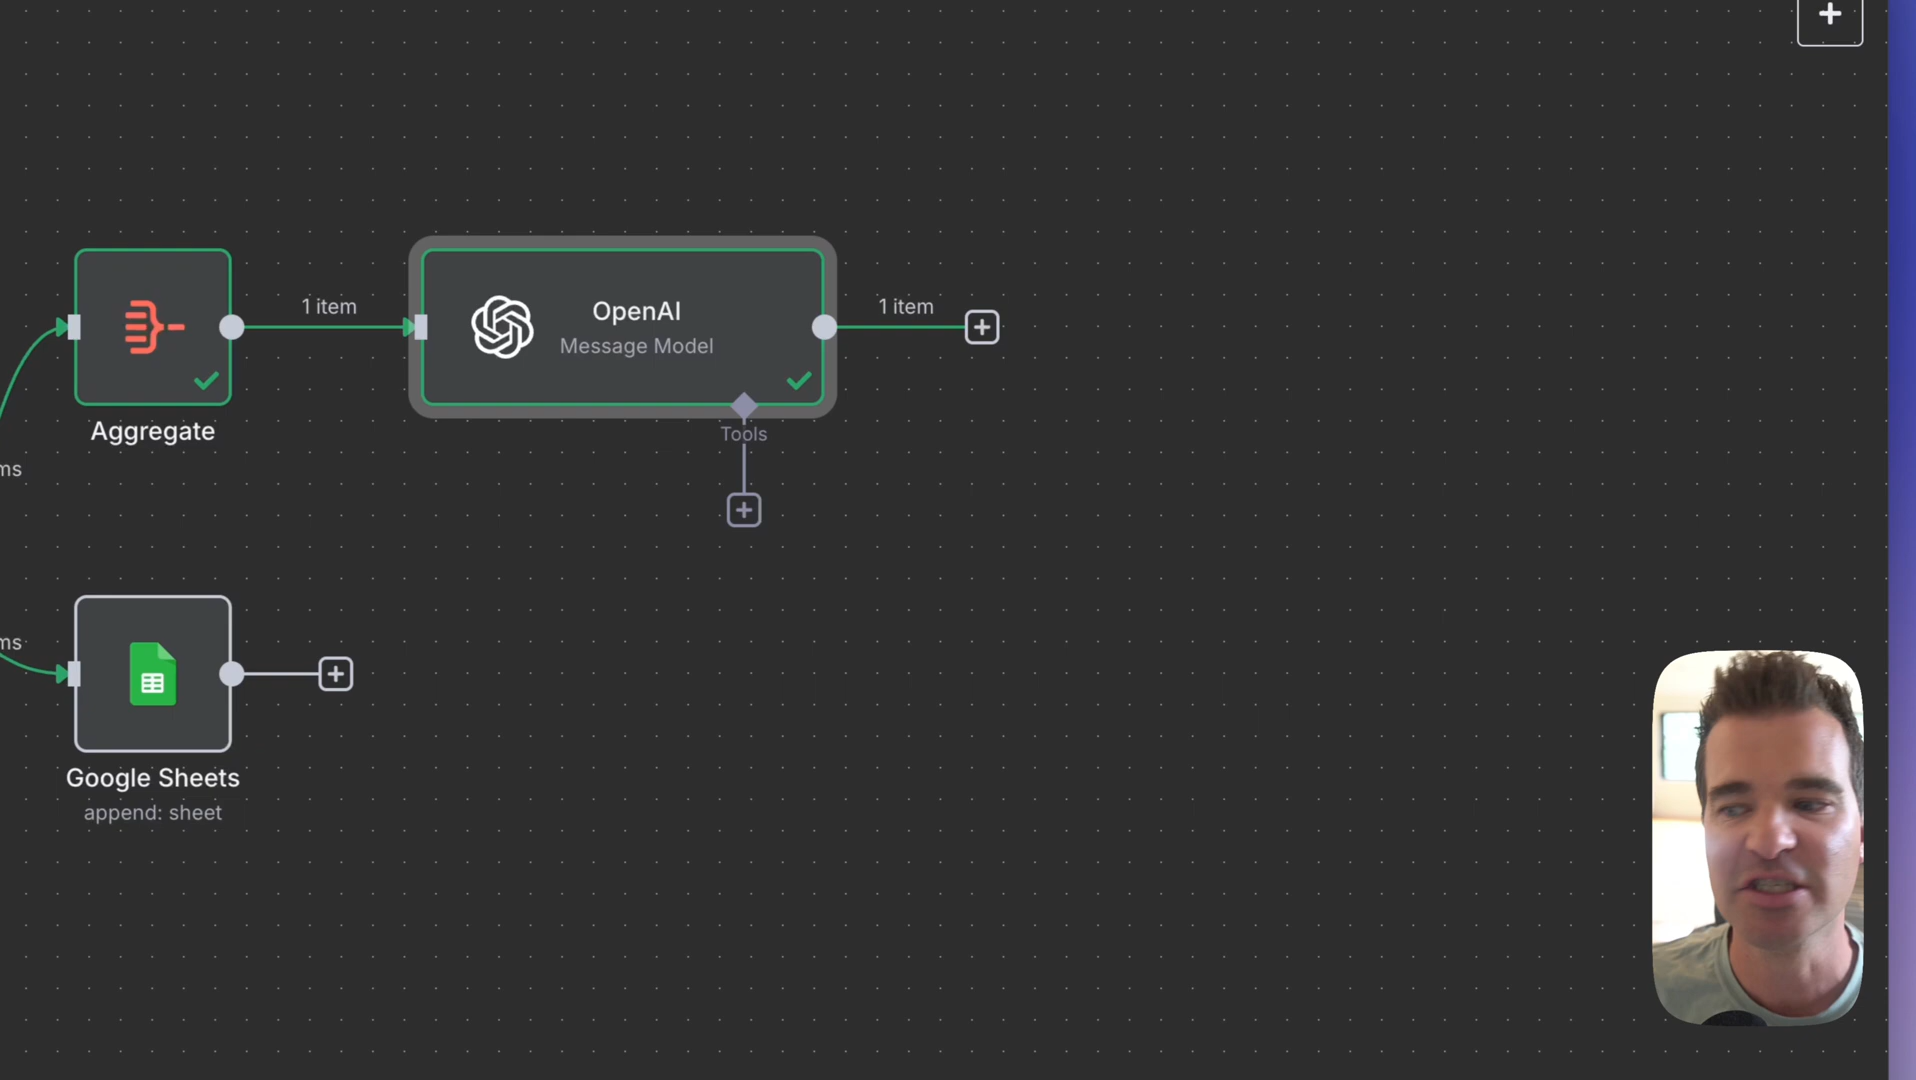 1 item
OpenAI
Message Model
1 item
Aggregate
Tools
ms
ms
Google Sheets
append: sheet